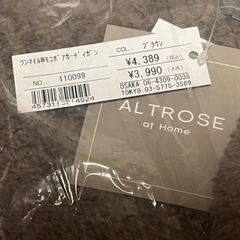 ワンマイル裏モニボアカーディガン
COL. ブラウン
NO. 110098
¥4,389 (税込)
¥3,990 (本体)
OSAKA 06-4309-0036
TOKYO 03-5775-3589
ALTROSE
at Home